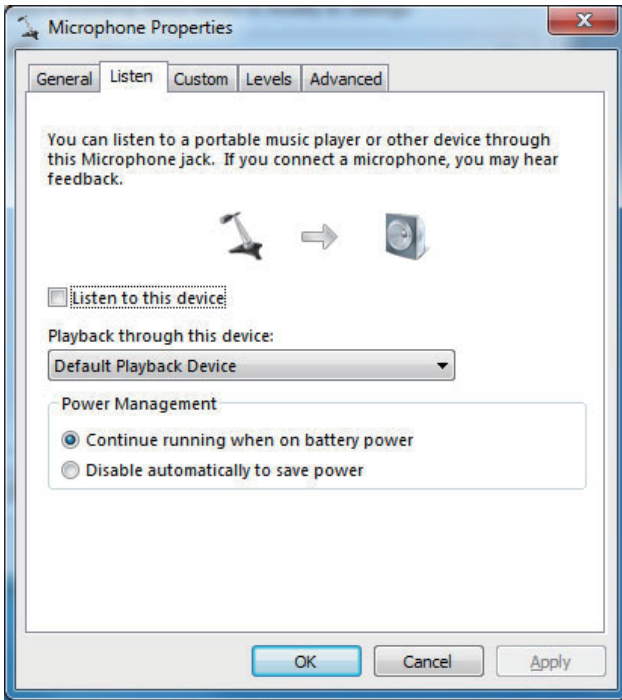 Microphone Properties
General Listen Custom Levels Advanced
You can listen to a portable music player or other device through
this Microphone jack. If you connect a microphone, you may hear
feedback.
Listen to this device
Playback through this device:
Default Playback Device
Power Management
Continue running when on battery power
Disable automatically to save power
OK Cancel Apply